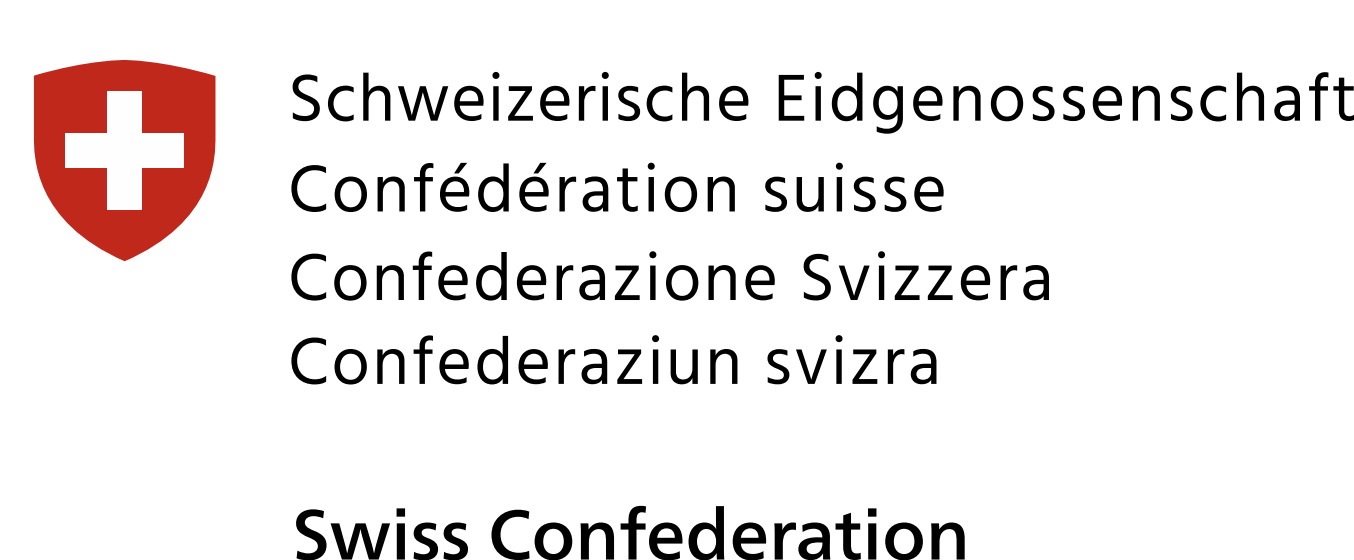 Schweizerische Eidgenossenschaft
Confédération suisse
Confederazione Svizzera
Confederaziun svizra
Swiss Confederation